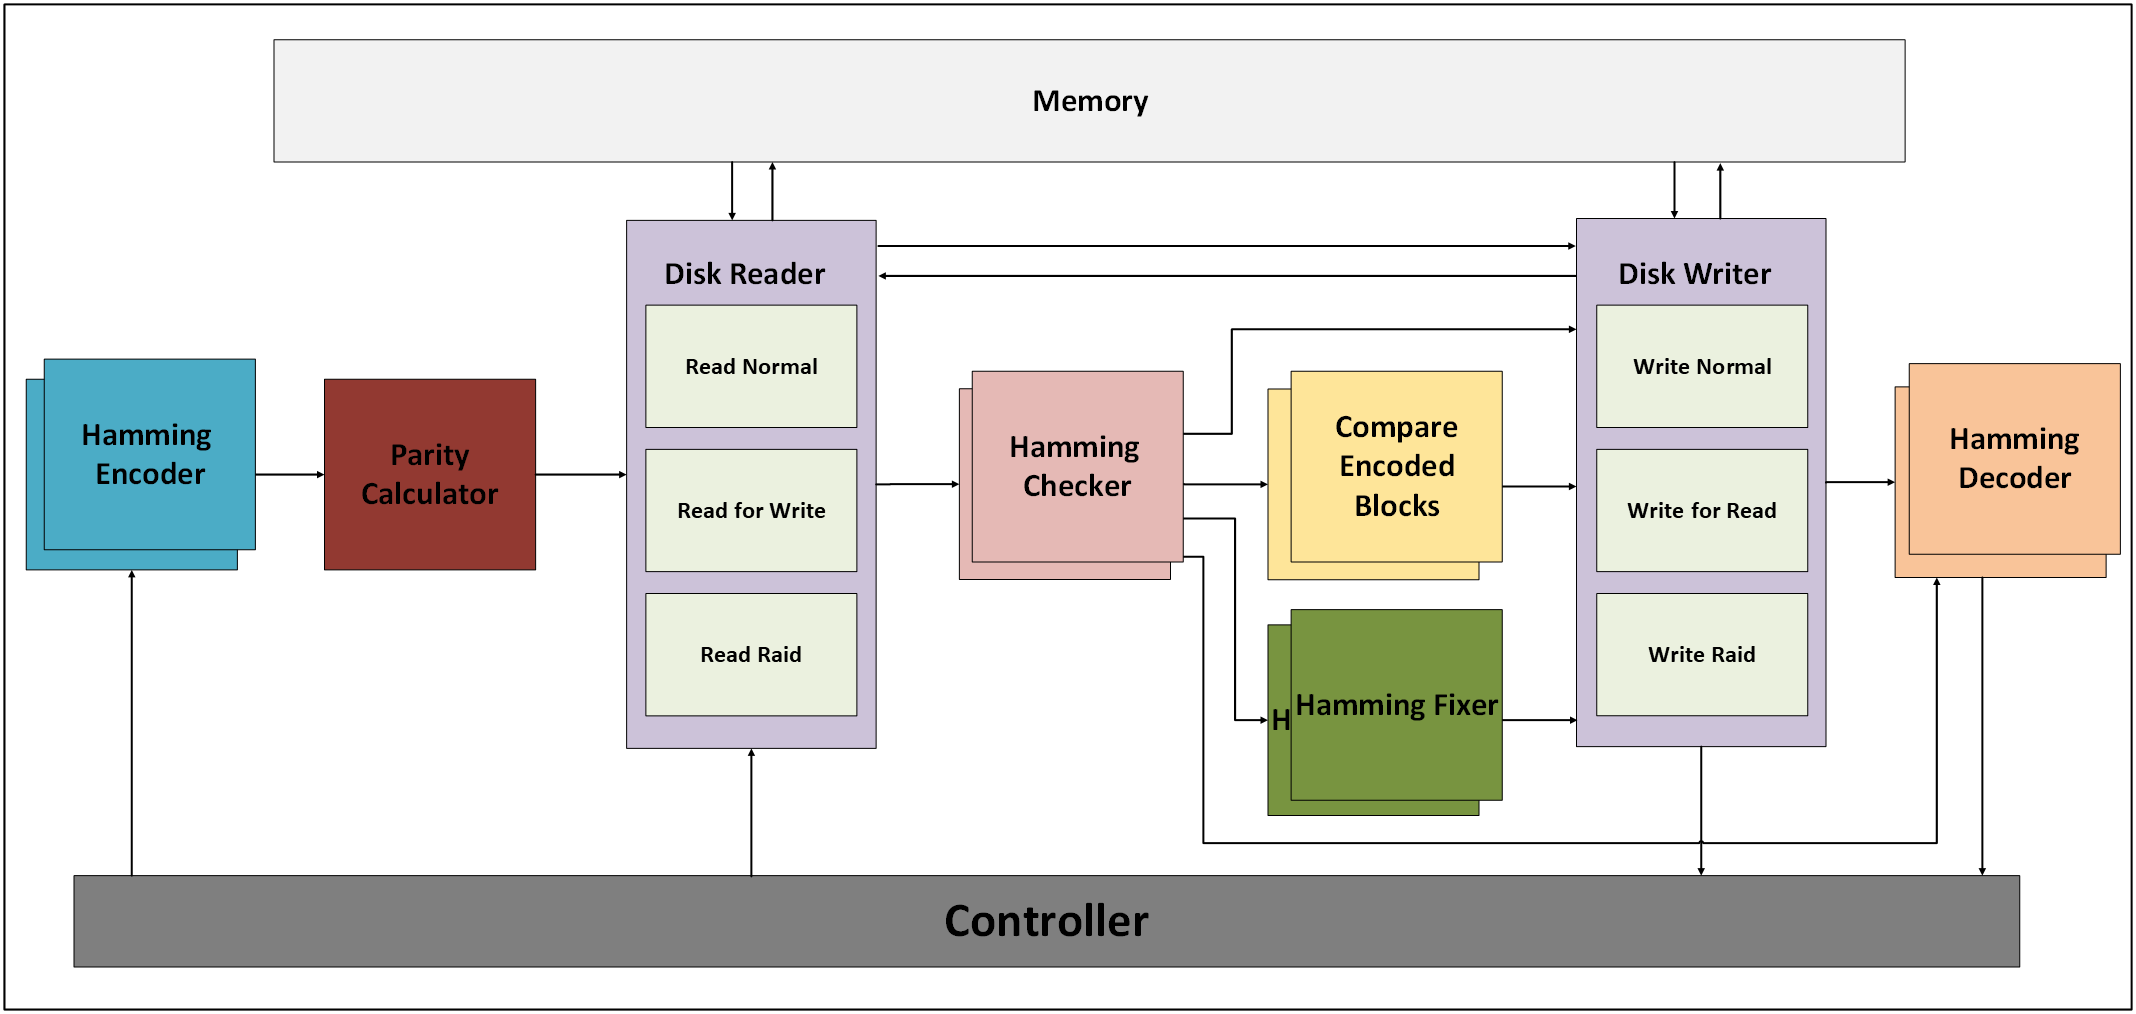 Memory
Disk Reader
Disk Writer
Read Normal
Write Normal
Hamming
Encoder
Parity
Calculator
Hamming
Checker
Compare
Encoded
Blocks
Hamming
Decoder
Read for Write
Write for Read
Read Raid
Write Raid
H
Hamming Fixer
Controller